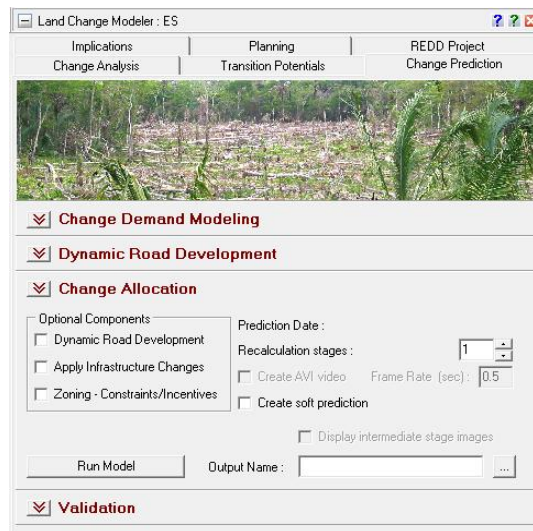 Land Change Modeler : ES
? ?
Implications Planning REDD Project
Change Analysis Transition Potentials Change Prediction
Change Demand Modeling
Dynamic Road Development
Change Allocation
Optional Components
Dynamic Road Development
Apply Infrastructure Changes
Zoning - Constraints/Incentives
Prediction Date :
Recalculation stages : 1
Create AVI video Frame Rate (sec) : 0.5
Create soft prediction
Display intermediate stage images
Run Model Output Name : ...
Validation